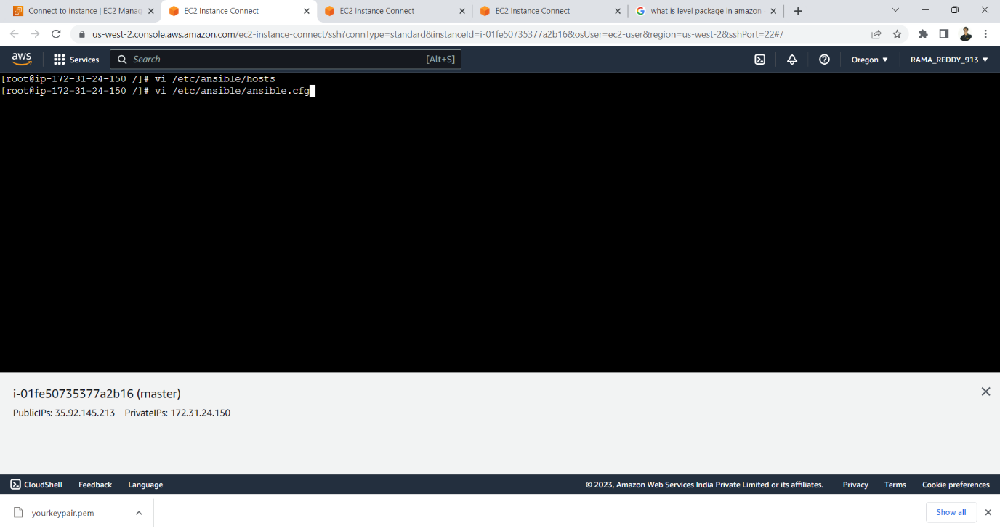 Connect to instance | EC2 Manag
EC2 Instance Connect
EC2 Instance Connect
EC2 Instance Connect
what is level package in amazon
us-west-2.console.aws.amazon.com/ec2-instance-connect/ssh?connType=standard&instanceId=i-01fe50735377a2b16&osUser=ec2-user&region=us-west-2&sshPort=22#/
aws
Services
Search
[Alt+S]
Oregon
RAMA_REDDY_913
[root@ip-172-31-24-150 /]# vi /etc/ansible/hosts
[root@ip-172-31-24-150 /]# vi /etc/ansible/ansible.cfg
i-01fe50735377a2b16 (master)
PublicIPs: 35.92.145.213 PrivateIPs: 172.31.24.150
CloudShell Feedback Language
© 2023, Amazon Web Services India Private Limited or its affiliates. Privacy Terms Cookie preferences
yourkeypair.pem
Show all